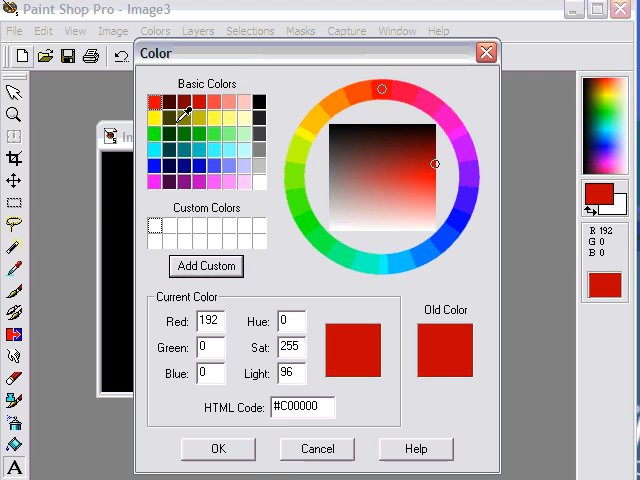 Paint Shop Pro - Image3
File Edit View Image Colors Layers Selections Masks Capture Window Help
Color
Basic Colors
Custom Colors
Add Custom
Current Color
Red: 192 Hue: 0
Green: 0 Sat: 255
Blue: 0 Light: 96
HTML Code: #C00000
Old Color
OK Cancel Help
R 192
G 0
B 0
A